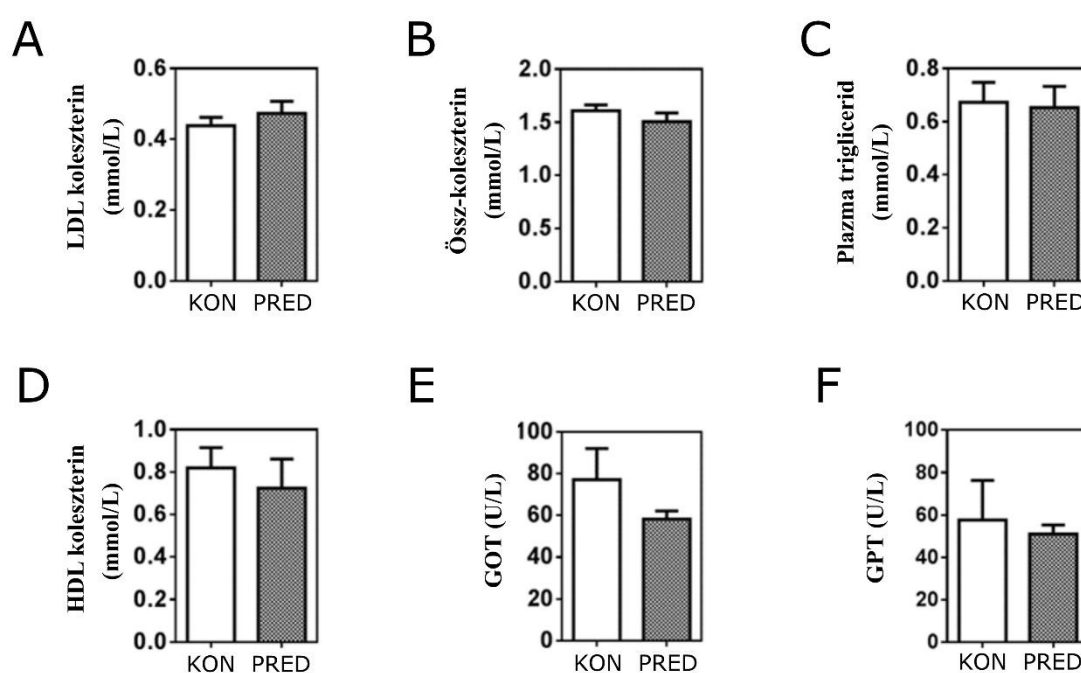 A
LDL koleszterin
(mmol/L)
0.6
0.4
0.2
0.0
KON PRED
B
Össz-koleszterin
(mmol/L)
2.0
1.5
1.0
0.5
0.0
KON PRED
C
Plazma triglicerid
(mmol/L)
0.8
0.6
0.4
0.2
0.0
KON PRED
D
HDL koleszterin
(mmol/L)
1.0
0.8
0.6
0.4
0.2
0.0
KON PRED
E
GOT (U/L)
100
80
60
40
20
0
KON PRED
F
GPT (U/L)
100
80
60
40
20
0
KON PRED